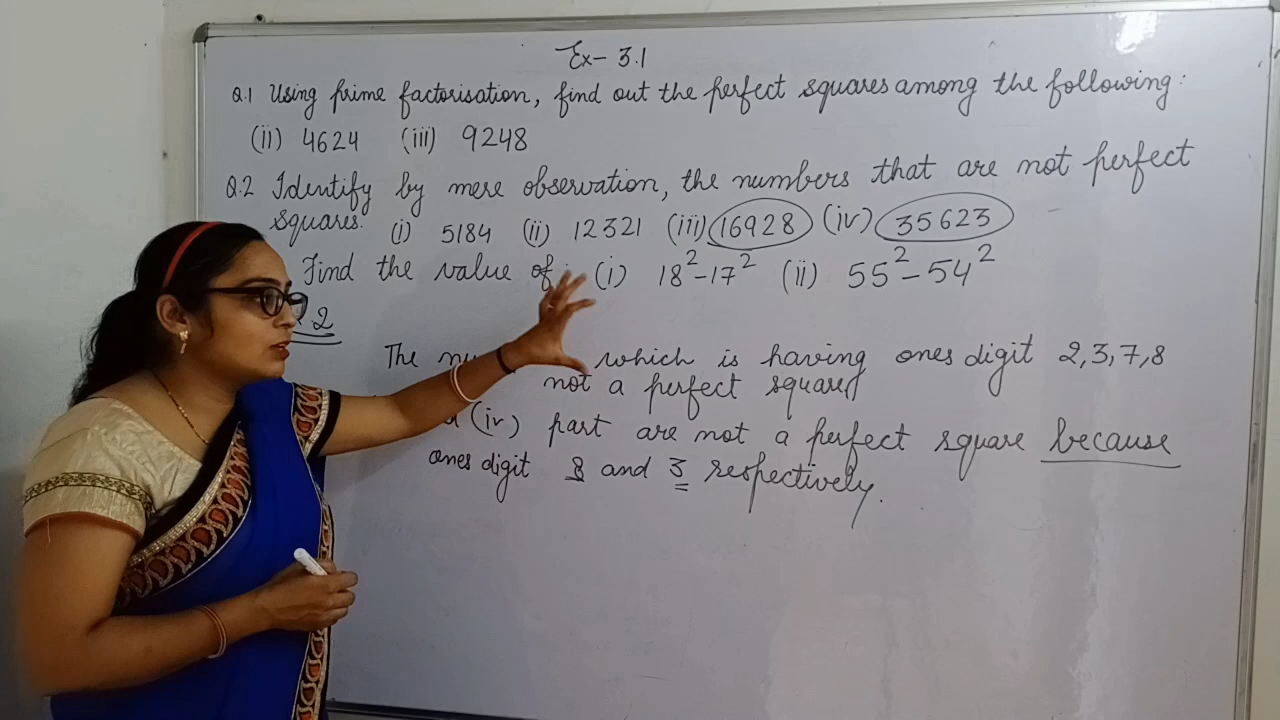 Ex- 3.1
Q.1 Using prime factorisation, find out the perfect squares among the following:
(ii) 4624 (iii) 9248
Q.2 Identify by mere observation, the numbers that are not perfect
squares. (i) 5184 (ii) 12321 (iii) 16928 (iv) 35623
Find the value of : (i) 18²-17² (ii) 55²-54²
2
The which is having ones digit 2,3,7,8
not a perfect square
(iv) part are not a perfect square because
ones digit 8 and 3 respectively.